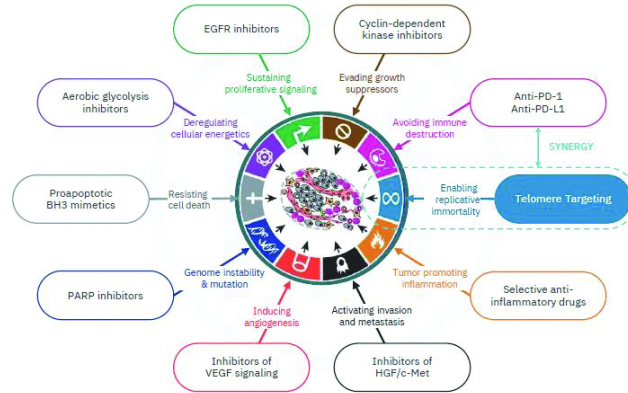 EGFR inhibitors
Cyclin-dependent
kinase inhibitors
Sustaining
proliferative signaling
Evading growth
suppressors
Aerobic glycolysis
inhibitors
Deregulating
cellular energetics
Avoiding immune
destruction
Anti-PD-1
Anti-PD-L1
SYNERGY
Proapoptotic
BH3 mimetics
Resisting
cell death
Enabling
replicative
immortality
Telomere Targeting
PARP inhibitors
Genome instability
& mutation
Tumor promoting
inflammation
Selective anti-
inflammatory drugs
Inducing
angiogenesis
Activating invasion
and metastasis
Inhibitors of
VEGF signaling
Inhibitors of
HGF/c-Met